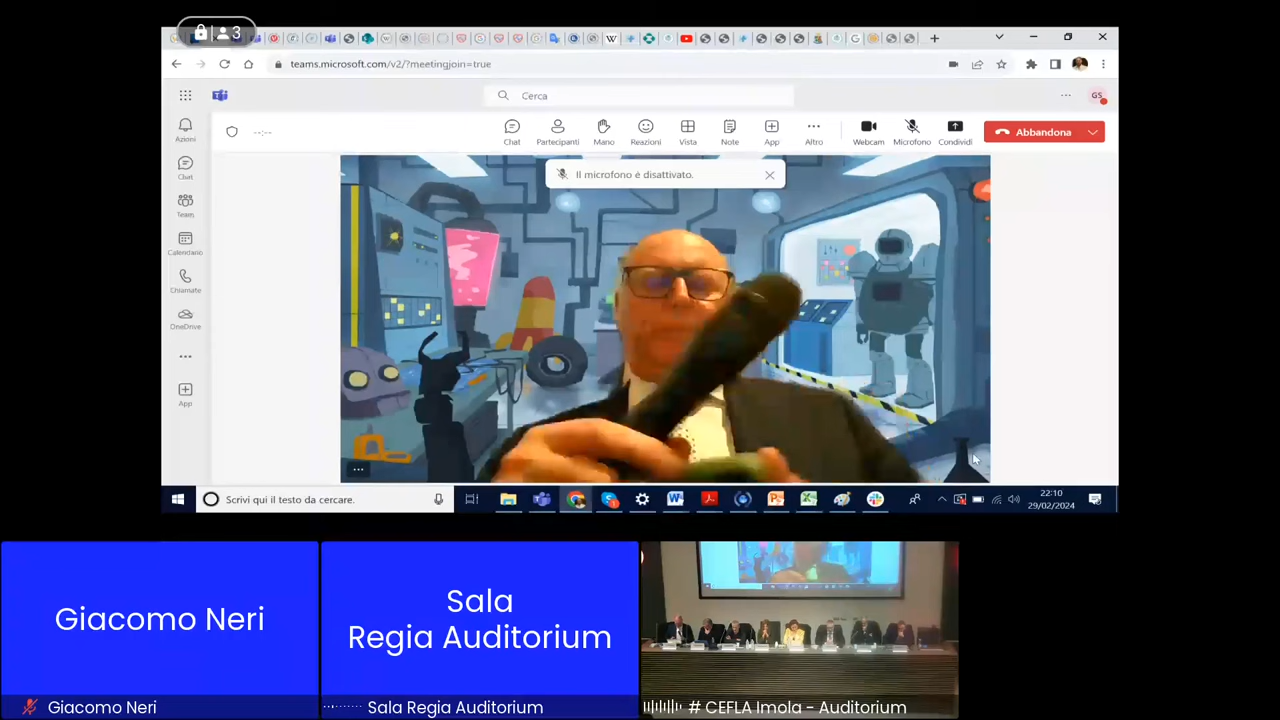 3
teams.microsoft.com/v2/?meetingjoin=true
Cerca
GS
--:--
Chat
Partecipanti
Mano
Reazioni
Vista
Note
App
Altro
Webcam
Microfono
Condividi
Abbandona
Azioni
Chat
Team
Calendario
Chiamate
OneDrive
App
Il microfono è disattivato.
Scrivi qui il testo da cercare.
22:10
29/02/2024
Giacomo Neri
Sala
Regia Auditorium
Giacomo Neri
Sala Regia Auditorium
# CEFLA Imola - Auditorium